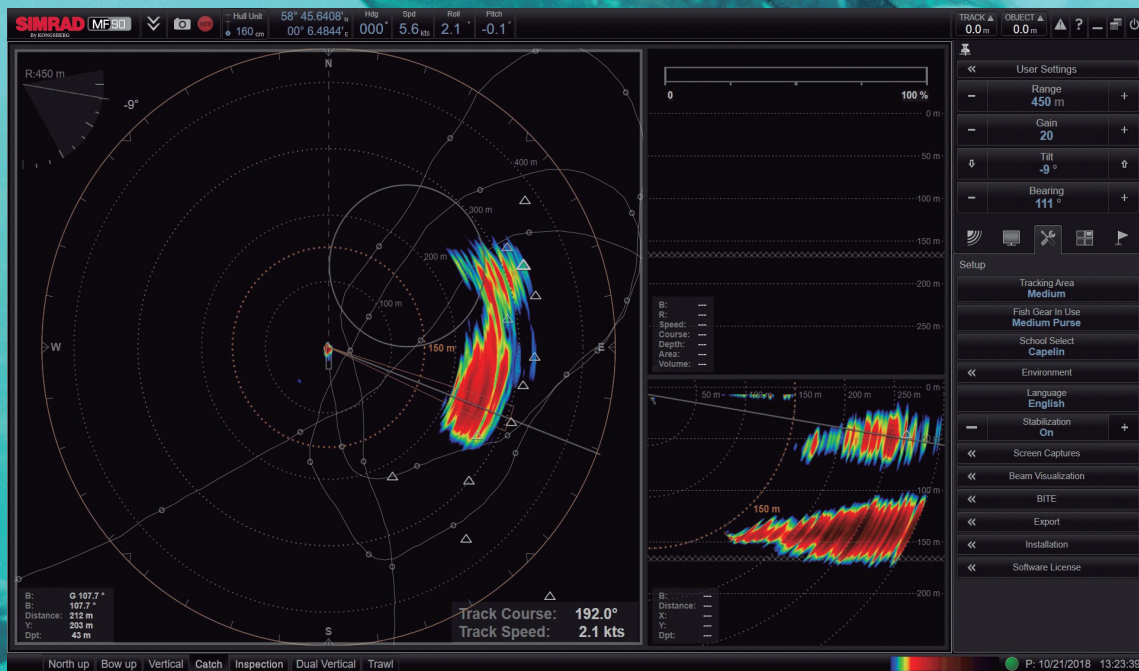 SIMRAD MF90
By KONGSBERG
Hull Unit
160 cm
58° 45.6408' N
00° 6.4844' E
Hdg
000°
Spd
5.6 kts
Roll
2.1 °
Pitch
-0.1 °
TRACK
0.0 m
OBJECT
0.0 m
?
R:450 m
-9°
N
400 m
300 m
200 m
100 m
150 m
W
E
S
B: G 107.7 °
B: 107.7 °
Distance: 212 m
Y: 203 m
Dpt: 43 m
Track Course: 192.0°
Track Speed: 2.1 kts
0 100 %
0 m
50 m
100 m
150 m
200 m
250 m
B: ---
R: ---
Speed: ---
Course: ---
Depth: ---
Area: ---
Volume: ---
50 m 100 m 150 m 200 m 250 m 0 m
50 m
100 m
150 m
150 m
200 m
B: ---
Distance: ---
X: ---
Y: ---
Dpt: ---
User Settings
Range
450 m
Gain
20
Tilt
-9 °
Bearing
111 °
Setup
Tracking Area
Medium
Fish Gear In Use
Medium Purse
School Select
Capelin
Environment
Language
English
Stabilization
On
Screen Captures
Beam Visualization
BITE
Export
Installation
Software License
North up Bow up Vertical Catch Inspection Dual Vertical Trawl
P: 10/21/2018 13:23:39